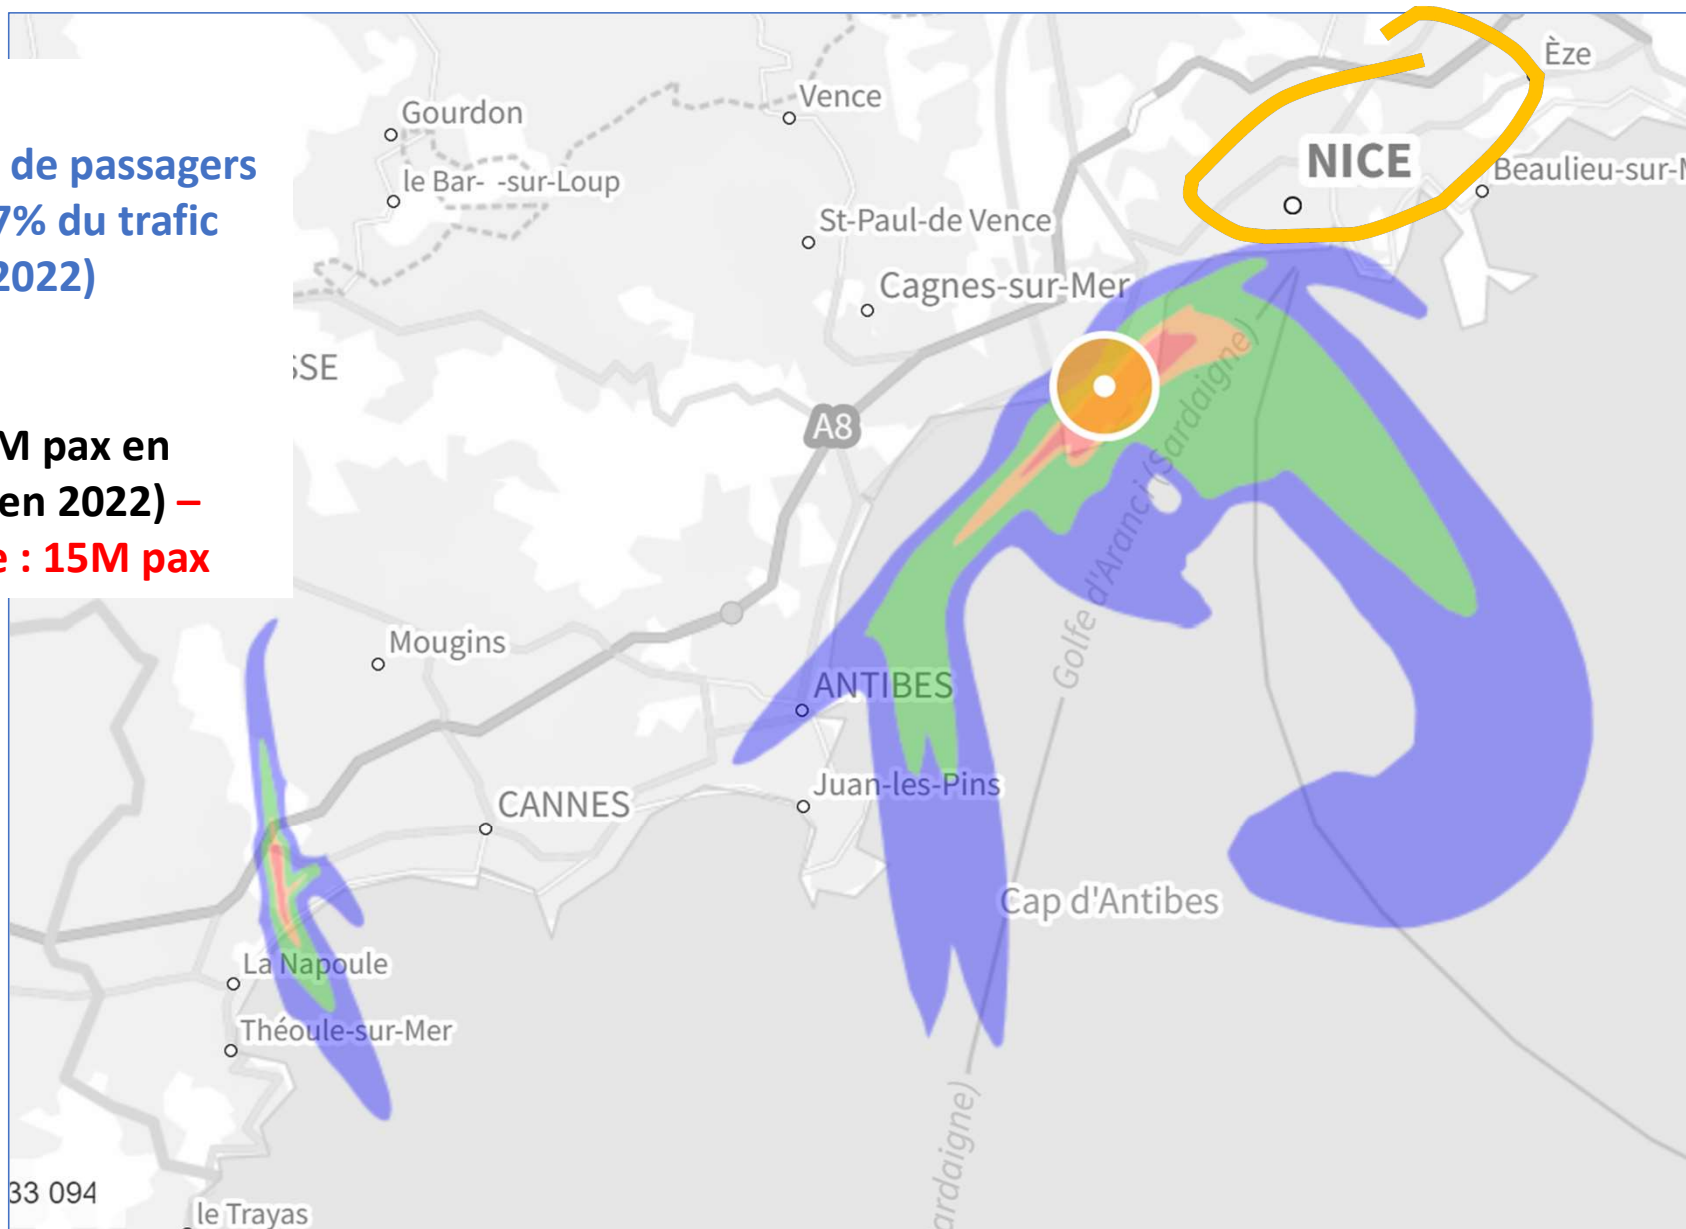 de passagers
7% du trafic
2022)
M pax en
en 2022) –
e : 15M pax
Èze
Vence
Gourdon
NICE
Beaulieu-sur-M
le Bar- -sur-Loup
St-Paul-de Vence
Cagnes-sur-Mer
SSE
A8
Golfe d'Aranci (Sardaigne)
Mougins
ANTIBES
Juan-les-Pins
CANNES
Cap d'Antibes
La Napoule
Théoule-sur-Mer
ardaigne)
33 094
le Trayas